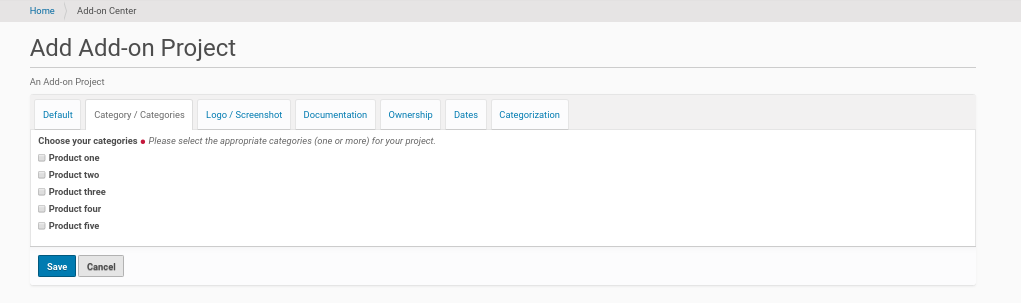 Home Add-on Center
Add Add-on Project
An Add-on Project
Default Category / Categories Logo / Screenshot Documentation Ownership Dates Categorization
Choose your categories Please select the appropriate categories (one or more) for your project.
Product one
Product two
Product three
Product four
Product five
Save Cancel